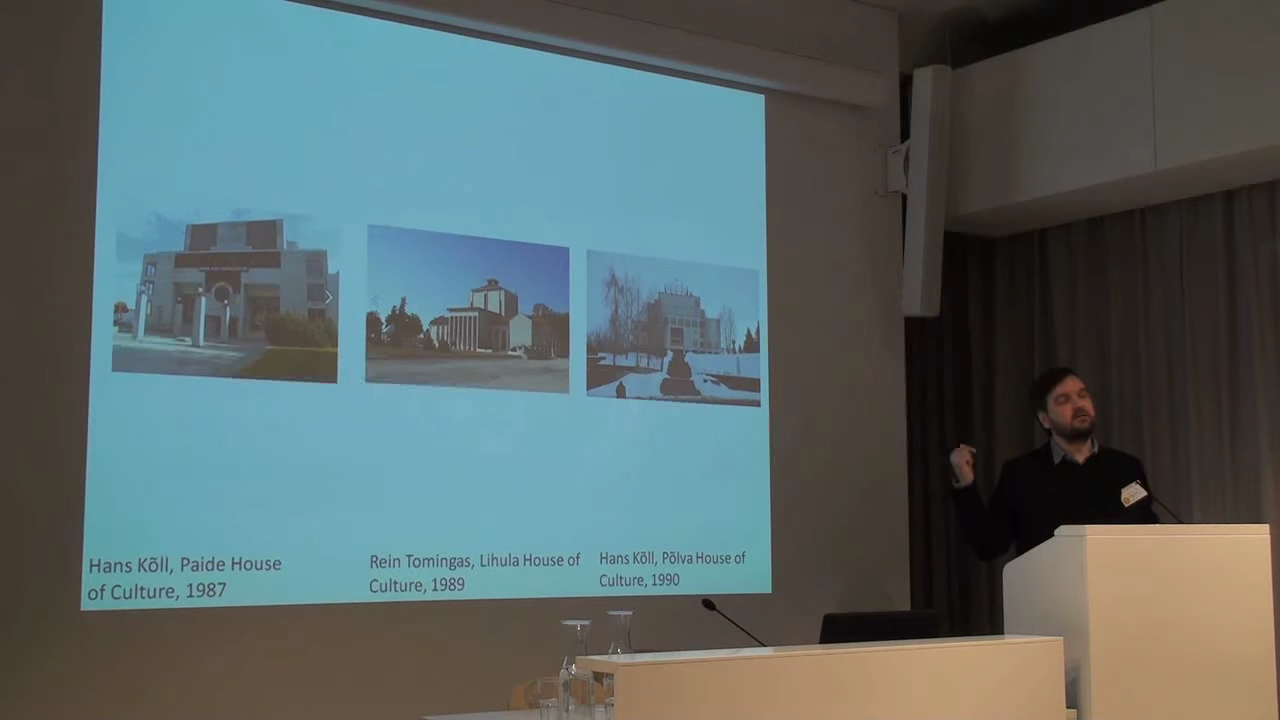 Hans Kõll, Paide House
of Culture, 1987
Rein Tomingas, Lihula House of
Culture, 1989
Hans Kõll, Põlva House of
Culture, 1990